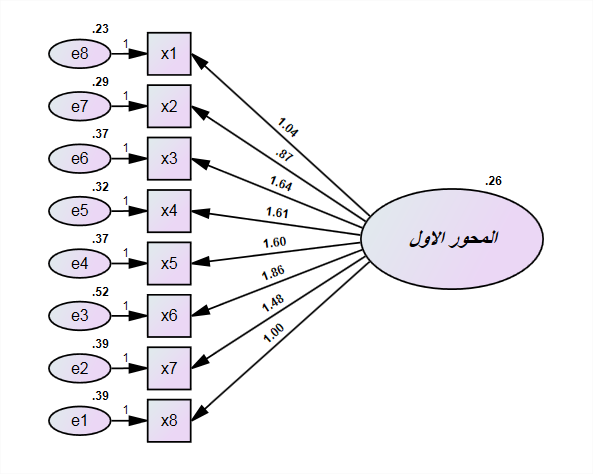 .23
e8 1 x1
.29
e7 1 x2
.37
e6 1 x3
.32
e5 1 x4
.37
e4 1 x5
.52
e3 1 x6
.39
e2 1 x7
.39
e1 1 x8
1.04
.87
1.64
1.61
1.60
1.86
1.48
1.00
.26
المحور الاول